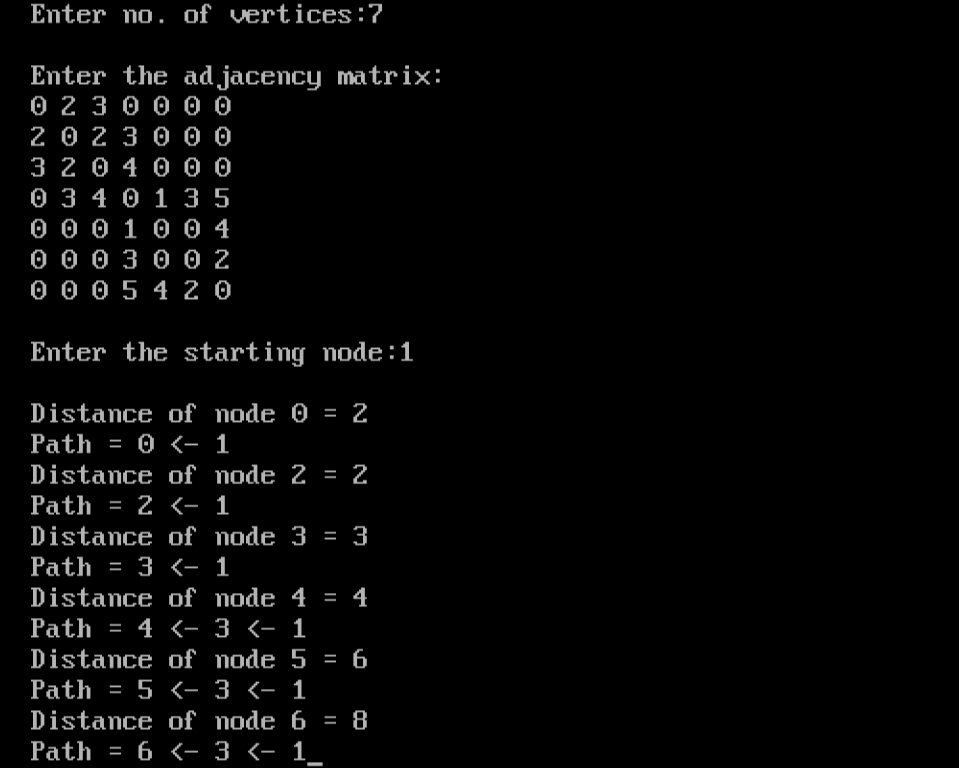 Enter no. of vertices:7
Enter the adjacency matrix:
0 2 3 0 0 0 0
2 0 2 3 0 0 0
3 2 0 4 0 0 0
0 3 4 0 1 3 5
0 0 0 1 0 0 4
0 0 0 3 0 0 2
0 0 0 5 4 2 0
Enter the starting node:1
Distance of node 0 = 2
Path = 0 <- 1
Distance of node 2 = 2
Path = 2 <- 1
Distance of node 3 = 3
Path = 3 <- 1
Distance of node 4 = 4
Path = 4 <- 3 <- 1
Distance of node 5 = 6
Path = 5 <- 3 <- 1
Distance of node 6 = 8
Path = 6 <- 3 <- 1_